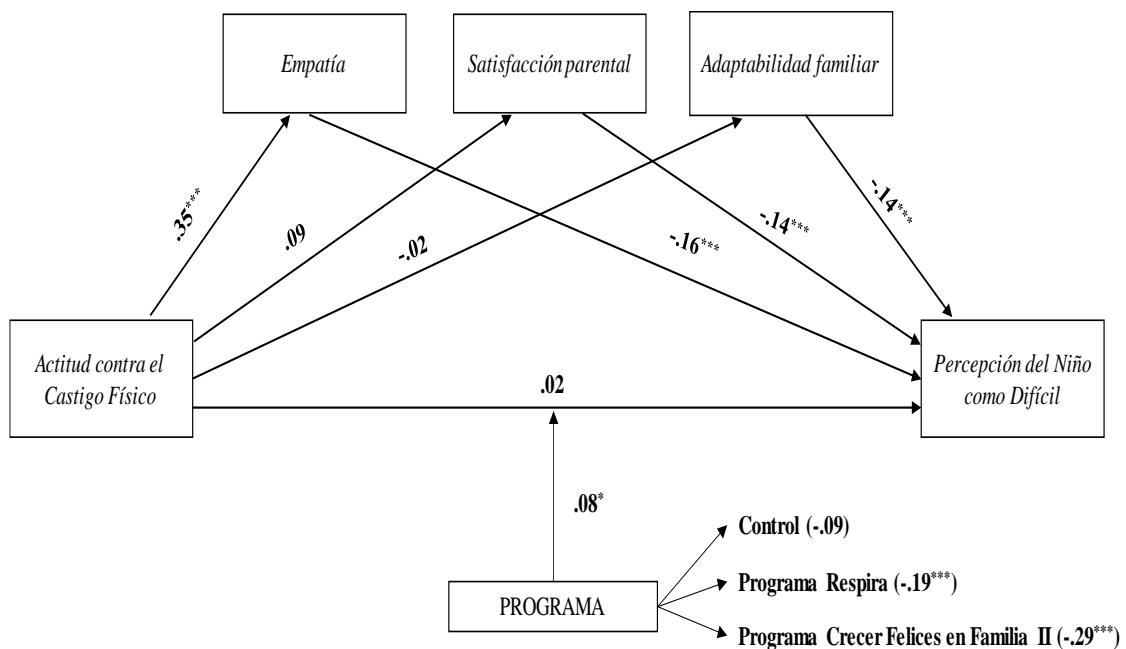 Empatía
Satisfacción parental
Adaptabilidad familiar
.35***
.09
-.02
-.16***
-.14***
-.14***
Actitud contra el
Castigo Físico
.02
Percepción del Niño
como Difícil
.08*
PROGRAMA
Control (-.09)
Programa Respira (-.19***)
Programa Crecer Felices en Familia II (-.29***)